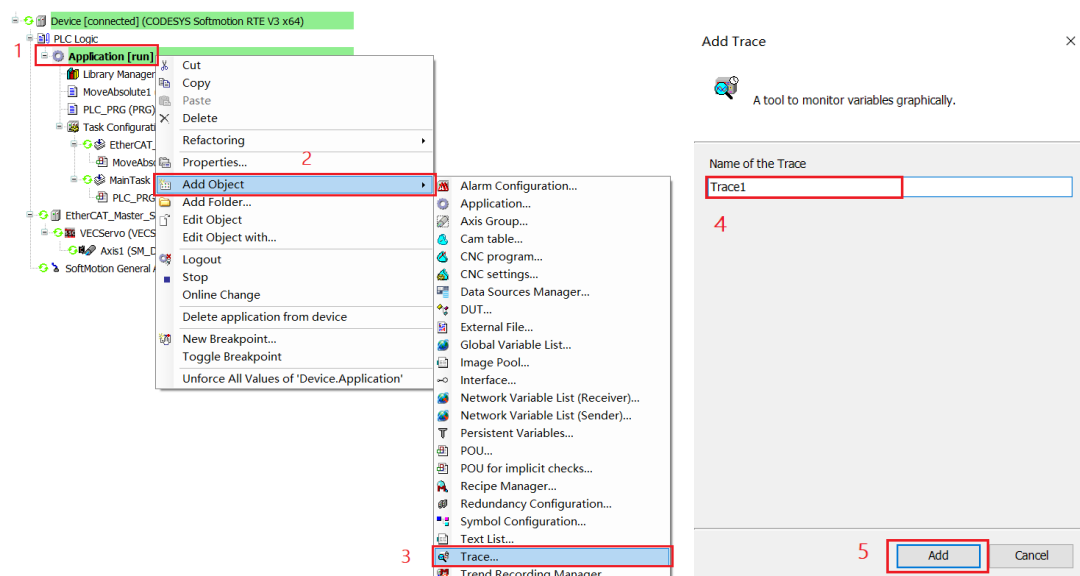 Device [connected] (CODESYS Softmotion RTE V3 x64)
PLC Logic
1
Application [run]
Library Manager
MoveAbsolute1
PLC_PRG (PRG)
Task Configurati
EtherCAT_
MoveAbso
MainTask
PLC_PRG
EtherCAT_Master_S
VECServo (VECS
Axis1 (SM_D
SoftMotion General A
Cut
Copy
Paste
Delete
Refactoring
Properties...
2
Add Object
Add Folder...
Edit Object
Edit Object with...
Logout
Stop
Online Change
Delete application from device
New Breakpoint...
Toggle Breakpoint
Unforce All Values of 'Device.Application'
Alarm Configuration...
Application...
Axis Group...
Cam table...
CNC program...
CNC settings...
Data Sources Manager...
DUT...
External File...
Global Variable List...
Image Pool...
Interface...
Network Variable List (Receiver)...
Network Variable List (Sender)...
Persistent Variables...
POU...
POU for implicit checks...
Recipe Manager...
Redundancy Configuration...
Symbol Configuration...
Text List...
3
Trace...
Trend Recording Manager
Add Trace
A tool to monitor variables graphically.
Name of the Trace
Trace1
4
5
Add
Cancel